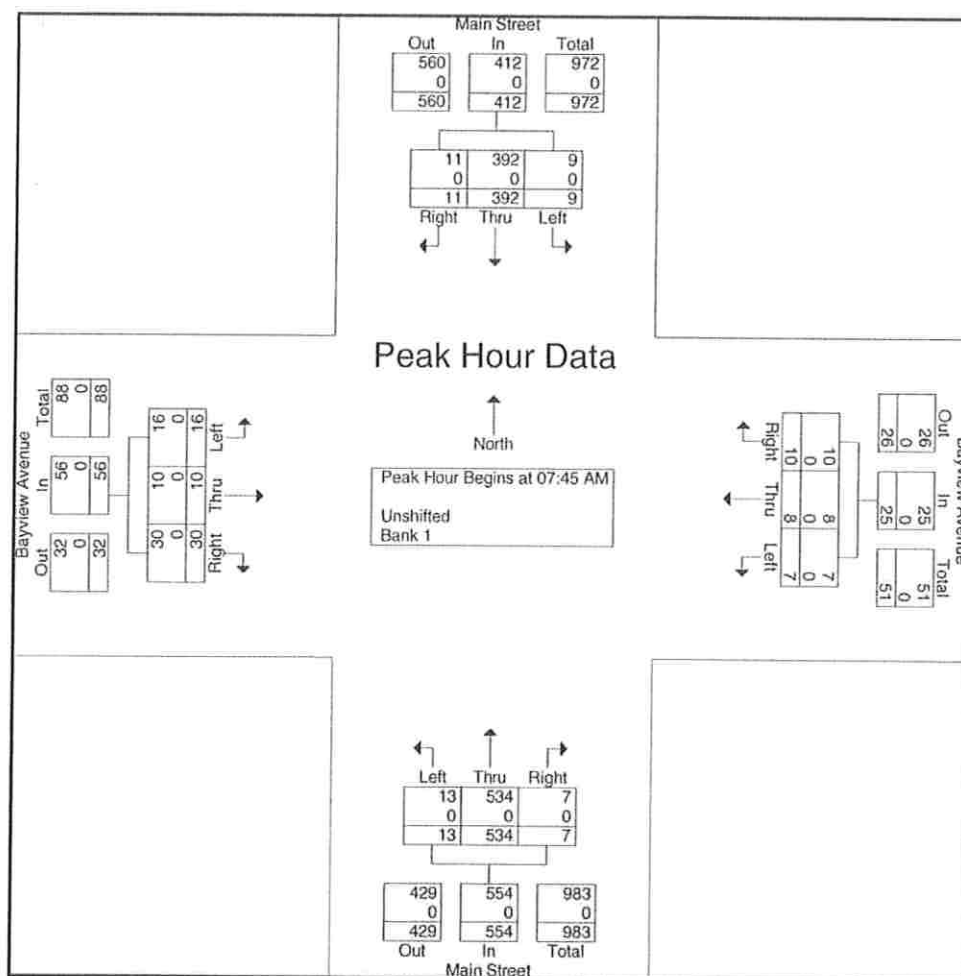 Main Street
Out In Total
560 412 972
0 0 0
560 412 972
11 392 9
0 0 0
11 392 9
Right Thru Left
Peak Hour Data
North
Peak Hour Begins at 07:45 AM
Unshifted
Bank 1
Bayview Avenue
Total In Out
88 56 32
0 0 0
88 56 32
16 10 30
0 0 0
16 10 30
Left Thru Right
Bayview Avenue
Out In Total
26 25 51
0 0 0
26 25 51
10 8 7
0 0 0
10 8 7
Right Thru Left
Left Thru Right
13 534 7
0 0 0
13 534 7
429 554 983
0 0 0
429 554 983
Out In Total
Main Street